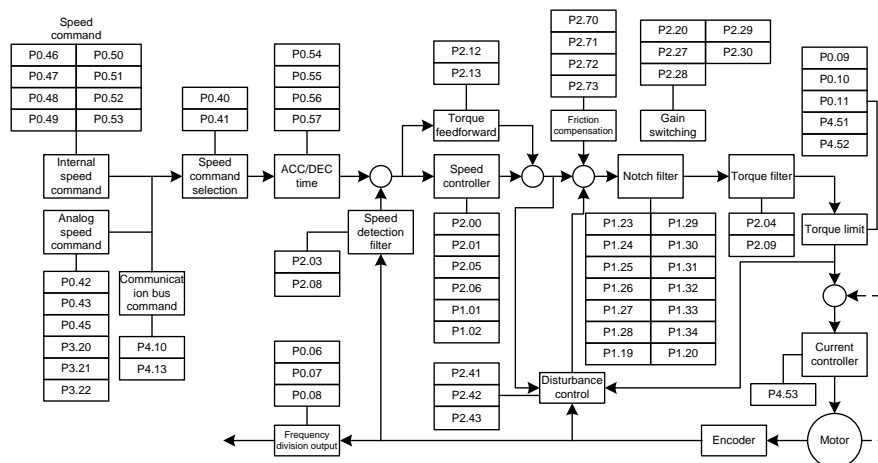 Speed
command
P0.46 P0.50
P0.47 P0.51
P0.48 P0.52
P0.49 P0.53
Internal
speed
command
Analog
speed
command
P0.42
P0.43
P0.45
P3.20
P3.21
P3.22
Communicat
ion bus
command
P4.10
P4.13
P0.40
P0.41
Speed
command
selection
P0.54
P0.55
P0.56
P0.57
ACC/DEC
time
Speed
detection
filter
P2.03
P2.08
P0.06
P0.07
P0.08
Frequency
division output
P2.12
P2.13
Torque
feedforward
Speed
controller
P2.00
P2.01
P2.05
P2.06
P1.01
P1.02
P2.41
P2.42
P2.43
Disturbance
control
P2.70
P2.71
P2.72
P2.73
Friction
compensation
P2.20 P2.29
P2.27 P2.30
P2.28
Gain
switching
Notch filter
P1.23 P1.29
P1.24 P1.30
P1.25 P1.31
P1.26 P1.32
P1.27 P1.33
P1.28 P1.34
P1.19 P1.20
Torque filter
P2.04
P2.09
P0.09
P0.10
P0.11
P4.51
P4.52
Torque limit
Current
controller
P4.53
Encoder
Motor